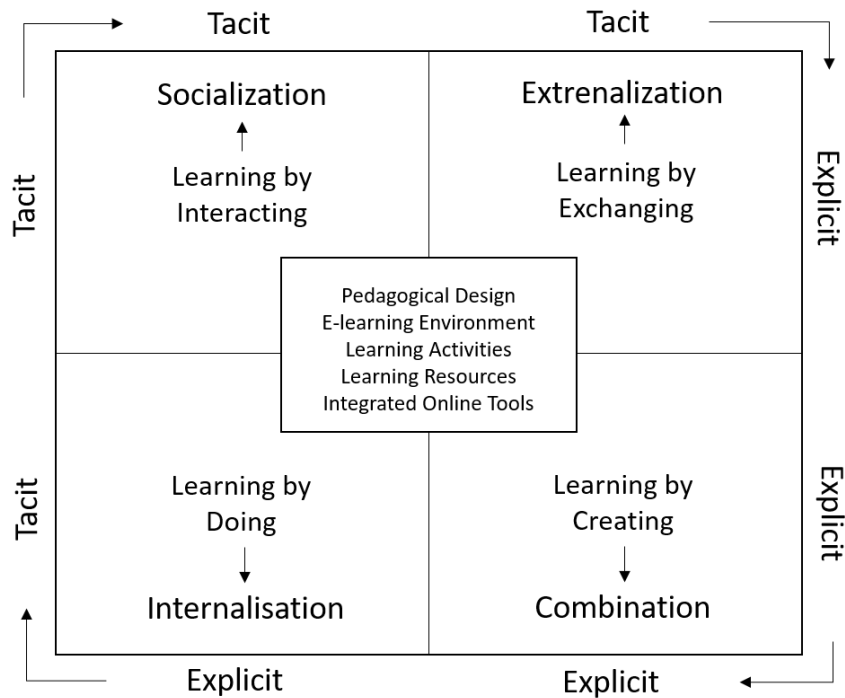 Tacit
Tacit
Socialization
Extrenalization
Learning by
Interacting
Learning by
Exchanging
Tacit
Explicit
Pedagogical Design
E-learning Environment
Learning Activities
Learning Resources
Integrated Online Tools
Learning by
Doing
Learning by
Creating
Tacit
Explicit
Internalisation
Combination
Explicit
Explicit